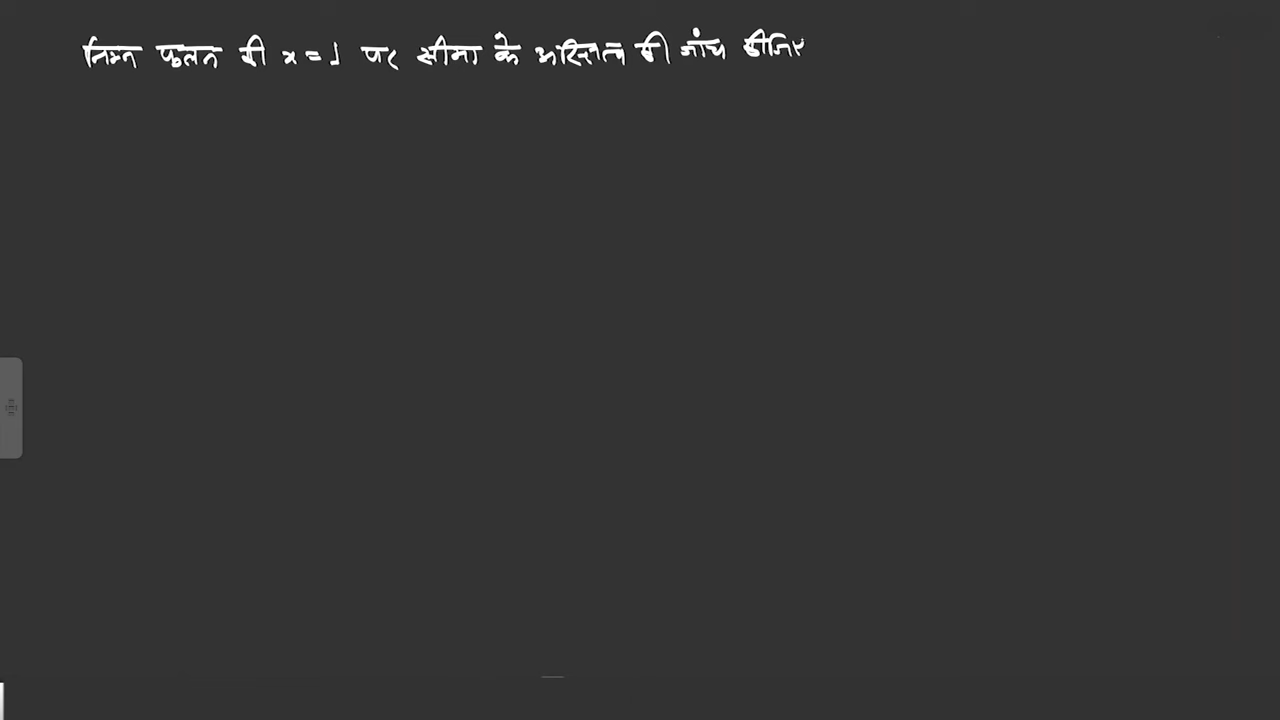 निम्न फलन की x = 1 पर सीमा के अस्तित्व की जाँच कीजिए